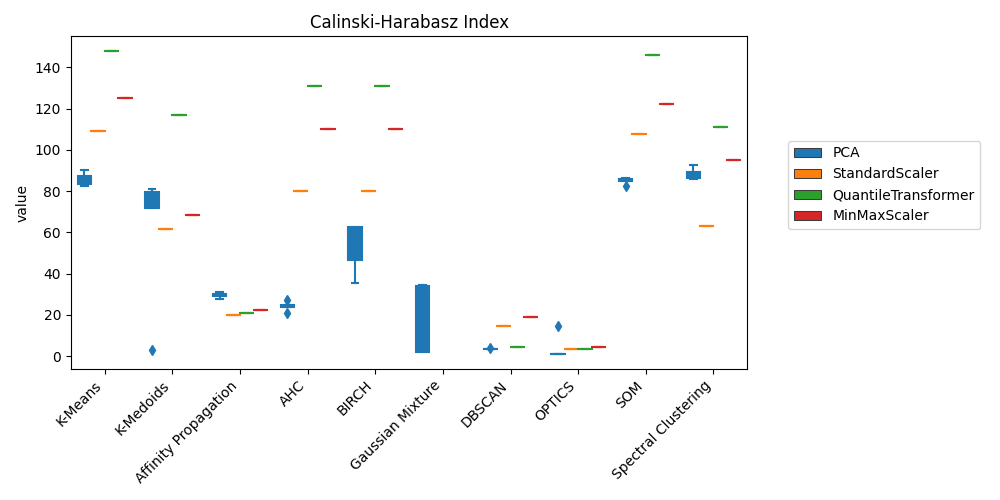 Calinski-Harabasz Index
value
140
120
100
80
60
40
20
0
K-Means
K-Medoids
Affinity Propagation
AHC
BIRCH
Gaussian Mixture
DBSCAN
OPTICS
SOM
Spectral Clustering
PCA
StandardScaler
QuantileTransformer
MinMaxScaler